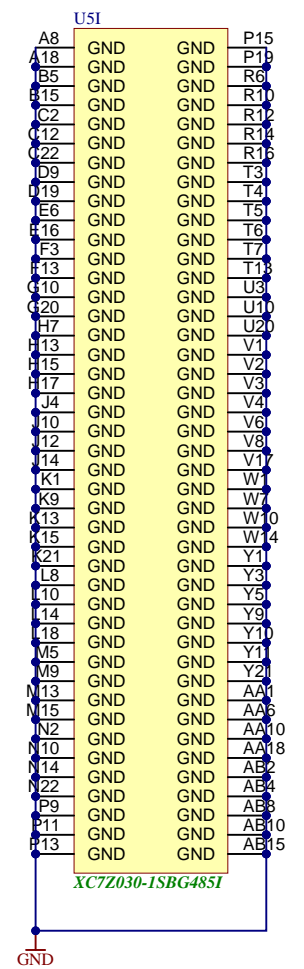 U5I
A8 GND GND P15
A18 GND GND P19
B5 GND GND R6
B15 GND GND R10
C2 GND GND R12
C12 GND GND R14
C22 GND GND R16
D9 GND GND T3
D19 GND GND T4
E6 GND GND T5
E16 GND GND T6
F3 GND GND T7
F13 GND GND T13
G10 GND GND U3
G20 GND GND U10
H7 GND GND U20
H13 GND GND V1
H15 GND GND V2
H17 GND GND V3
J4 GND GND V4
J10 GND GND V6
J12 GND GND V8
J14 GND GND V17
K1 GND GND W1
K9 GND GND W7
K13 GND GND W10
K15 GND GND W14
K21 GND GND Y1
L8 GND GND Y3
L10 GND GND Y5
L14 GND GND Y9
L18 GND GND Y10
M5 GND GND Y11
M9 GND GND Y21
M13 GND GND AA1
M15 GND GND AA6
N2 GND GND AA10
N10 GND GND AA18
N14 GND GND AB2
N22 GND GND AB4
P9 GND GND AB8
P11 GND GND AB10
P13 GND GND AB15
XC7Z030-1SBG485I
GND